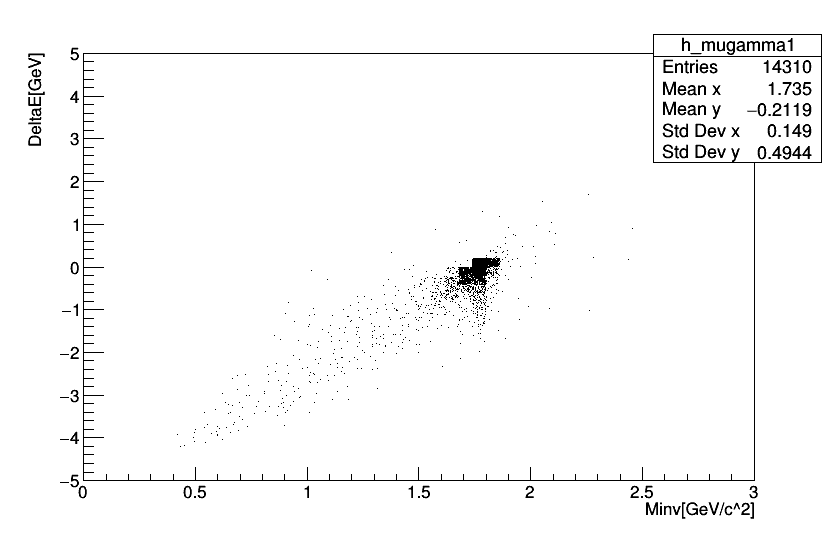 h_mugamma1
Entries 14310
Mean x 1.735
Mean y −0.2119
Std Dev x 0.149
Std Dev y 0.4944
DeltaE[GeV]
5
4
3
2
1
0
−1
−2
−3
−4
−5
0 0.5 1 1.5 2 2.5 3
Minv[GeV/c^2]